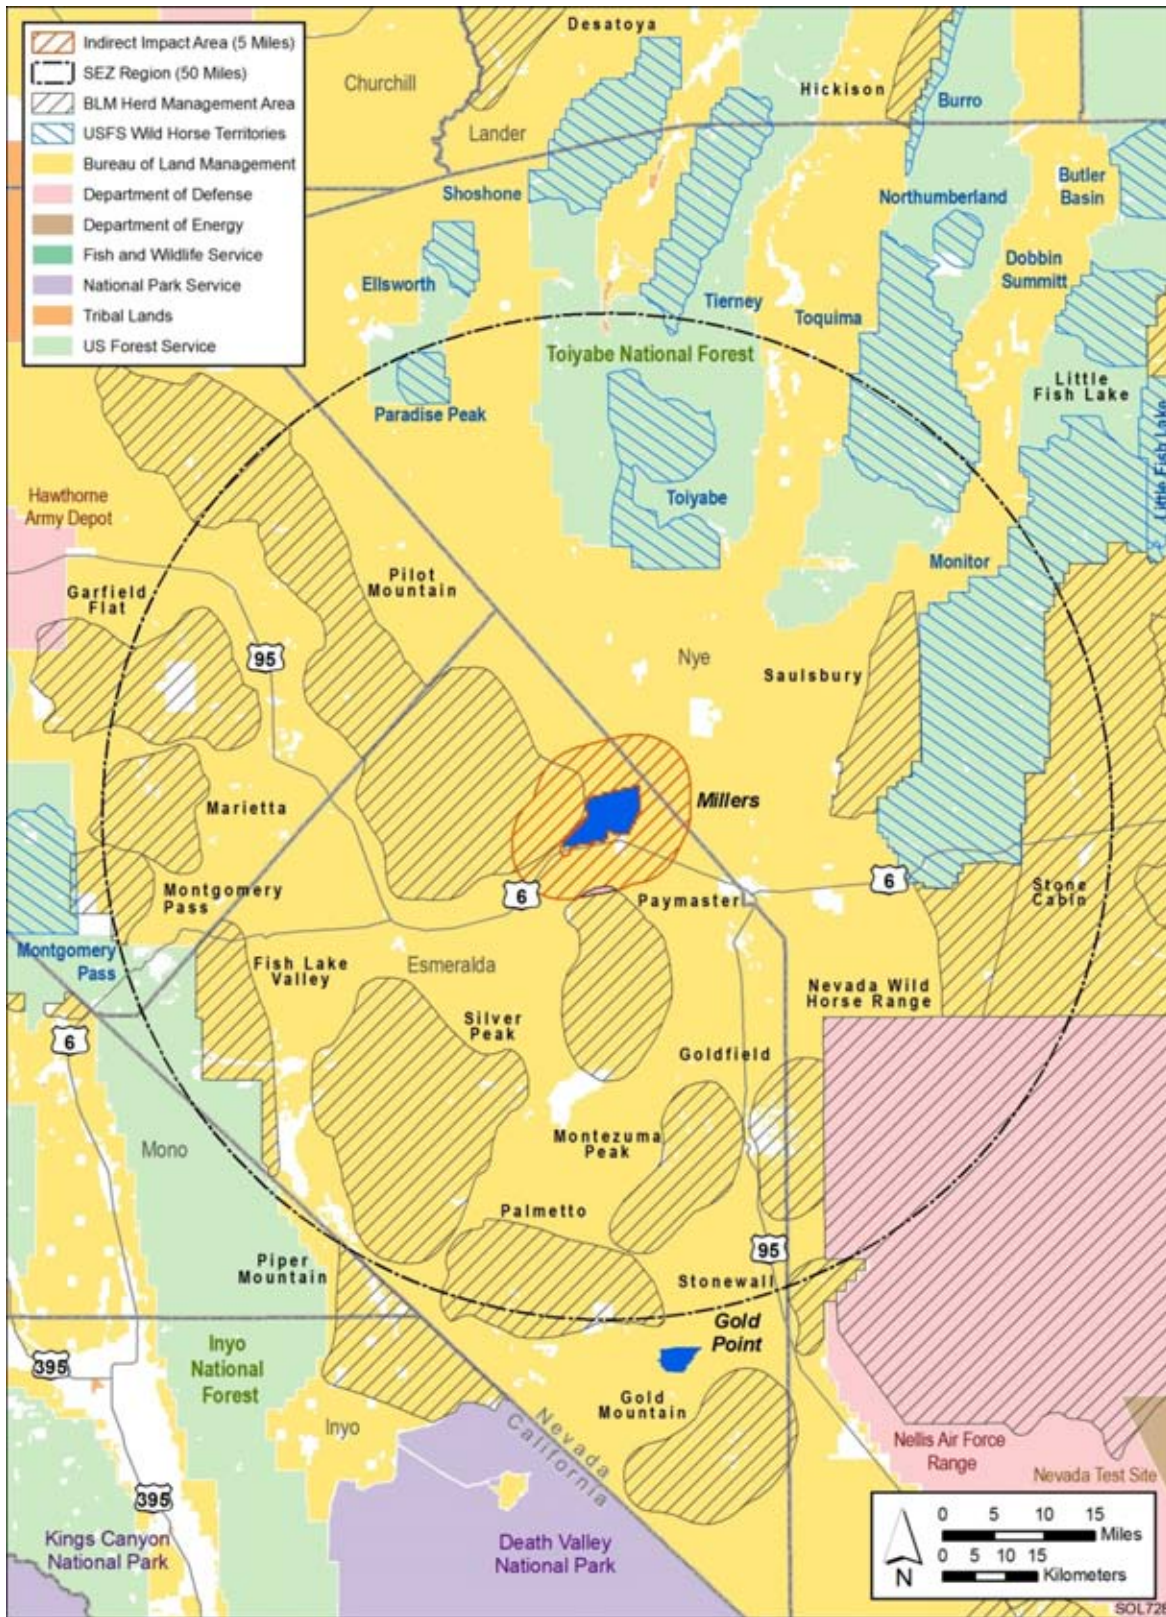 Indirect Impact Area (5 Miles)
SEZ Region (50 Miles)
BLM Herd Management Area
USFS Wild Horse Territories
Bureau of Land Management
Department of Defense
Department of Energy
Fish and Wildlife Service
National Park Service
Tribal Lands
US Forest Service
Desatoya
Churchill
Hickison
Burro
Lander
Shoshone
Butler
Basin
Northumberland
Ellsworth
Dobbin
Summitt
Tierney
Toquima
Toiyabe National Forest
Little
Fish Lake
Little Fish Lake
Paradise Peak
Toiyabe
Hawthorne
Army Depot
Monitor
Pilot
Mountain
Garfield
Flat
95
Nye
Saulsbury
Millers
Marietta
Montgomery
Pass
6
6
Paymaster
Stone
Cabin
Montgomery
Pass
Fish Lake
Valley
Esmeralda
Nevada Wild
Horse Range
Silver
Peak
6
Goldfield
Mono
Montezuma
Peak
Palmetto
95
Piper
Mountain
Stonewall
Gold
Point
395
Inyo
National
Forest
Gold
Mountain
Inyo
Nevada
California
Nellis Air Force
Range
Nevada Test Site
395
Kings Canyon
National Park
Death Valley
National Park
N
0 5 10 15
Miles
0 5 10 15
Kilometers